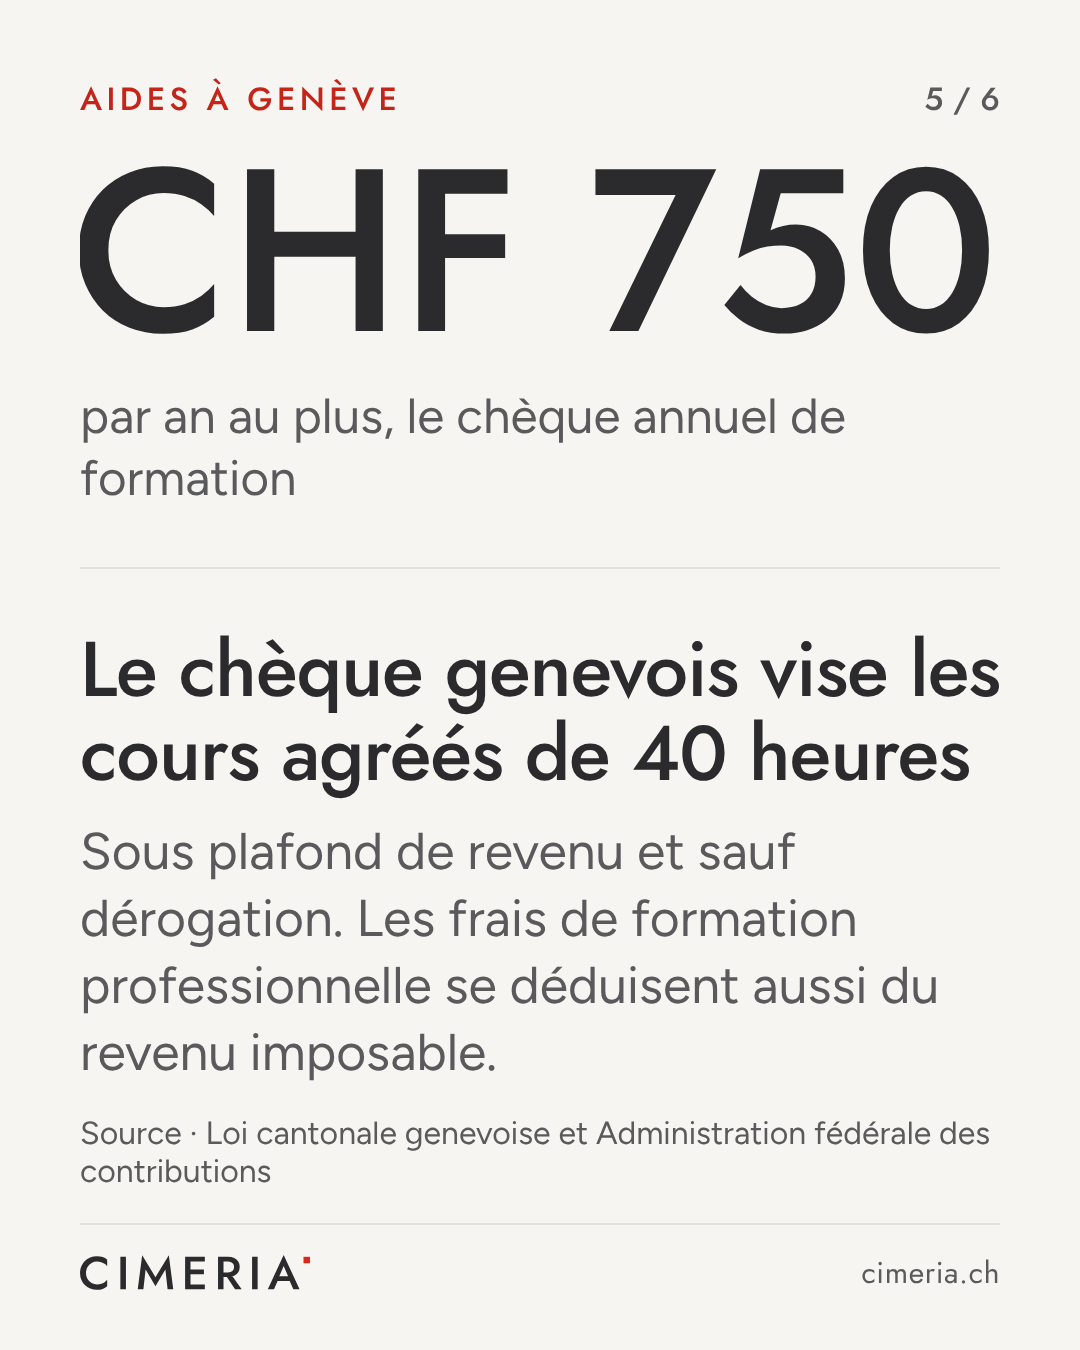 AIDES À GENÈVE
5 / 6
CHF 750
par an au plus, le chèque annuel de
formation
Le chèque genevois vise les
cours agréés de 40 heures
Sous plafond de revenu et sauf
dérogation. Les frais de formation
professionnelle se déduisent aussi du
revenu imposable.
Source · Loi cantonale genevoise et Administration fédérale des
contributions
CIMERIA
cimeria.ch